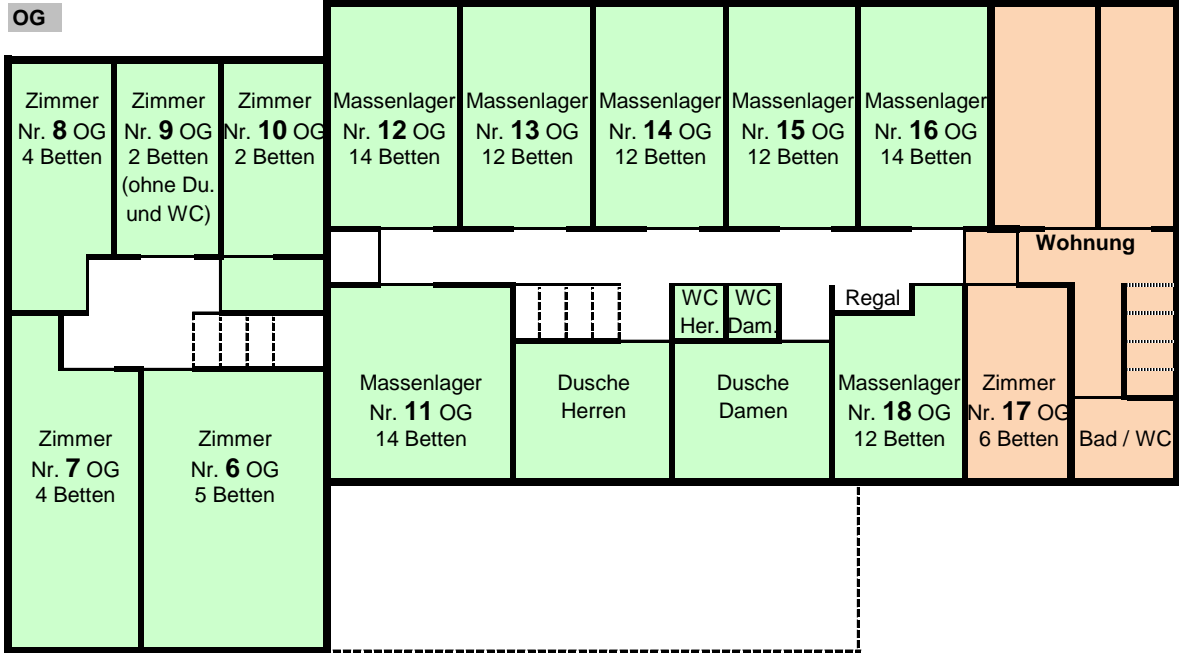 OG
Zimmer
Nr. 8 OG
4 Betten
Zimmer
Nr. 9 OG
2 Betten
(ohne Du.
und WC)
Zimmer
Nr. 10 OG
2 Betten
Massenlager
Nr. 12 OG
14 Betten
Massenlager
Nr. 13 OG
12 Betten
Massenlager
Nr. 14 OG
12 Betten
Massenlager
Nr. 15 OG
12 Betten
Massenlager
Nr. 16 OG
14 Betten
Wohnung
WC
Her.
WC
Dam.
Regal
Zimmer
Nr. 7 OG
4 Betten
Zimmer
Nr. 6 OG
5 Betten
Massenlager
Nr. 11 OG
14 Betten
Dusche
Herren
Dusche
Damen
Massenlager
Nr. 18 OG
12 Betten
Zimmer
Nr. 17 OG
6 Betten
Bad / WC